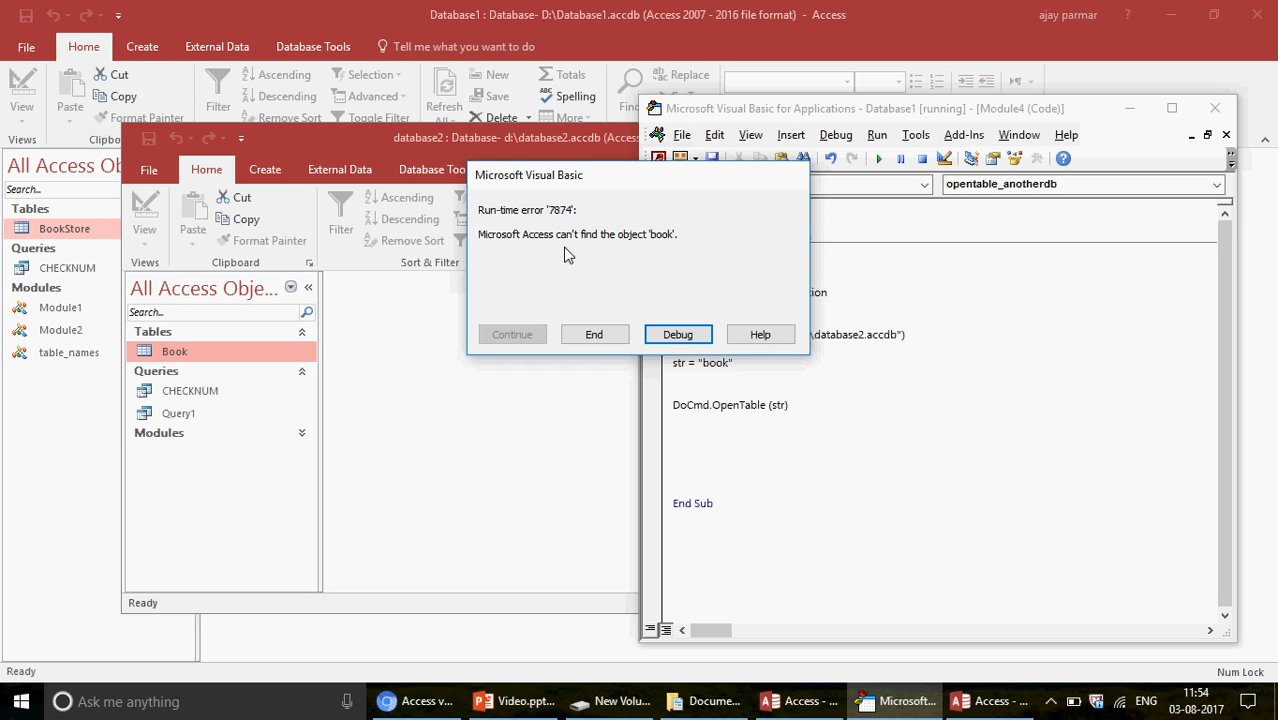 Database1 : Database- D:\Database1.accdb (Access 2007 - 2016 file format) - Access
ajay parmar
?
File
Home
Create
External Data
Database Tools
Tell me what you want to do
View
Views
Paste
Cut
Copy
Format Painter
Filter
Ascending
Descending
Selection
Advanced
Toggle Filter
Refresh
New
Save
Delete
Totals
Spelling
More
Replace
All Access
Search...
Tables
BookStore
Queries
CHECKNUM
Modules
Module1
Module2
table_names
database2 : Database- d:\database2.accdb
File
Home
Create
External Data
View
Views
Paste
Cut
Copy
Format Painter
Clipboard
Filter
Ascending
Descending
Remove Sort
Sort & Filter
All Access Obje...
Search...
Tables
Book
Queries
CHECKNUM
Query1
Modules
Ready
Microsoft Visual Basic for Applications - Database1 [running] - [Module4 (Code)]
File Edit View Insert Debug Run Tools Add-Ins Window Help
opentable_anotherdb
\database2.accdb")
str = "book"
DoCmd.OpenTable (str)
End Sub
Microsoft Visual Basic
Run-time error '7874':
Microsoft Access can't find the object 'book'.
Continue
End
Debug
Help
Ready
Num Lock
Ask me anything
Access v...
Video.ppt...
New Volu...
Docume...
Access - ...
Microsoft...
Access - ...
ENG
11:54
03-08-2017